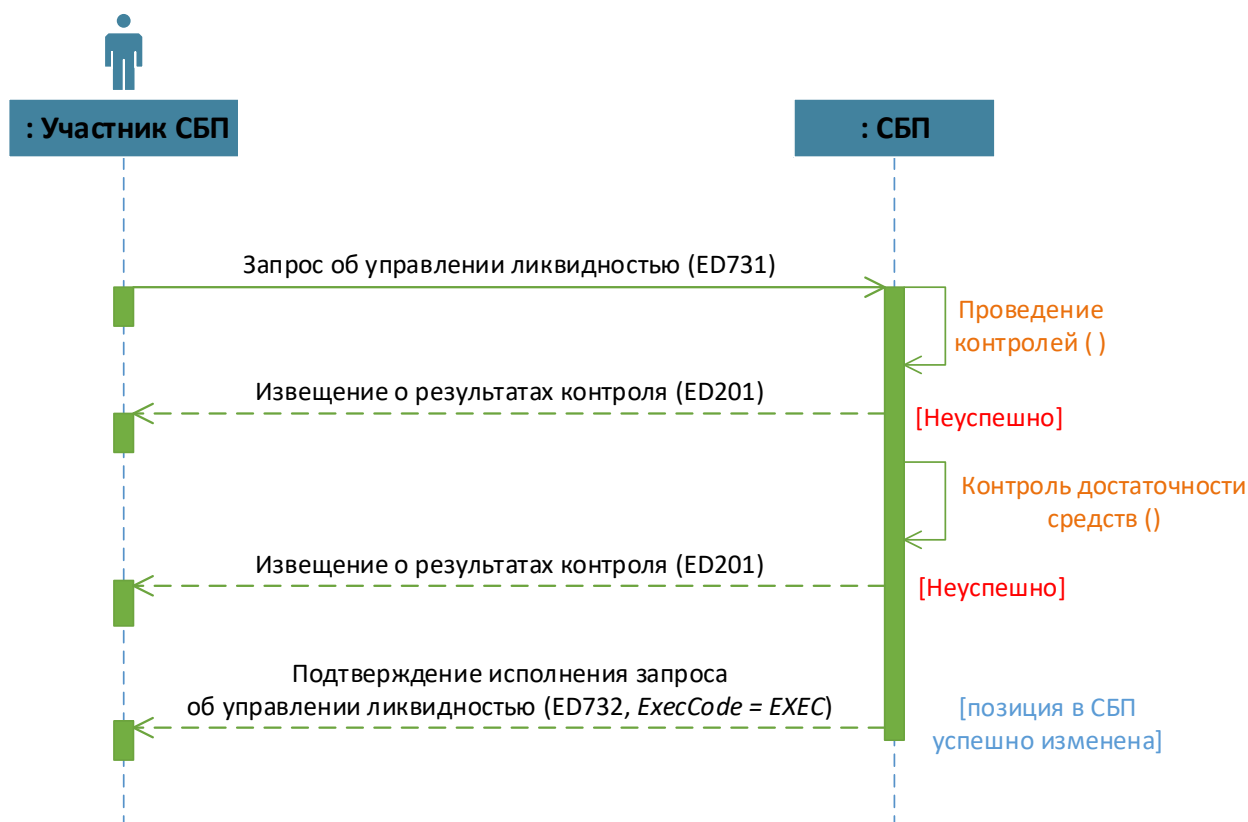 : Участник СБП
: СБП
Запрос об управлении ликвидностью (ED731)
Проведение
контролей ( )
Извещение о результатах контроля (ED201)
[Неуспешно]
Контроль достаточности
средств ()
Извещение о результатах контроля (ED201)
[Неуспешно]
Подтверждение исполнения запроса
об управлении ликвидностью (ED732, ExecCode = EXEC)
[позиция в СБП
успешно изменена]